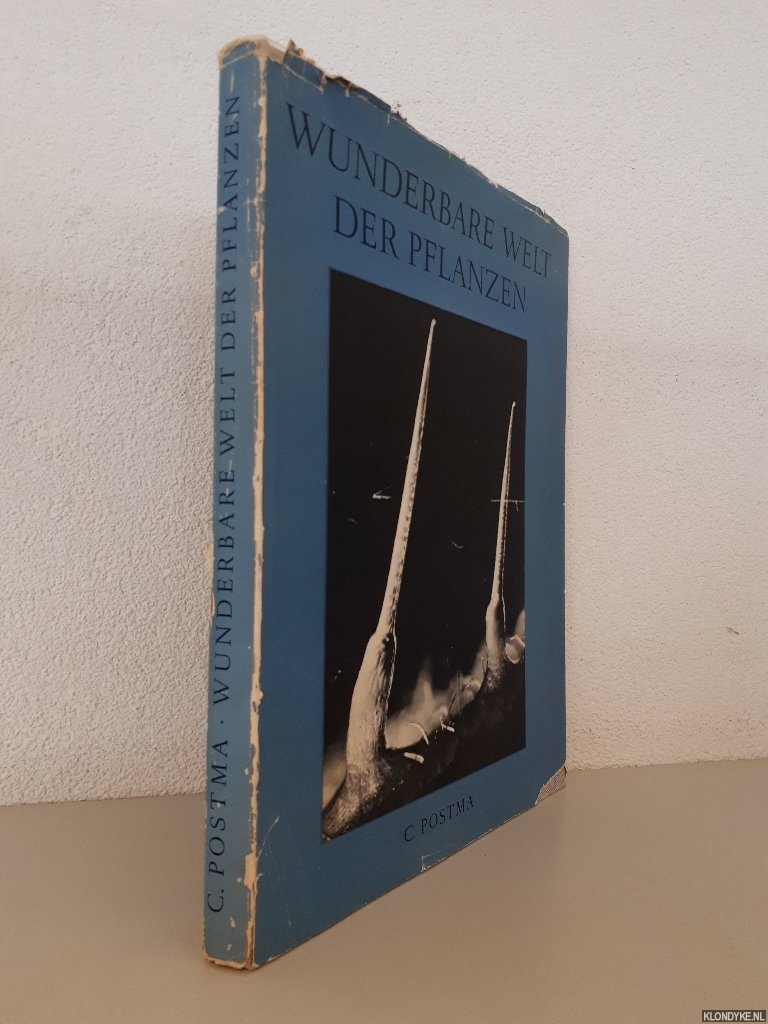 C. POSTMA · WUNDERBARE WELT DER PFLANZEN
WUNDERBARE WELT
DER PFLANZEN
C. POSTMA
KLONDYKE.NL